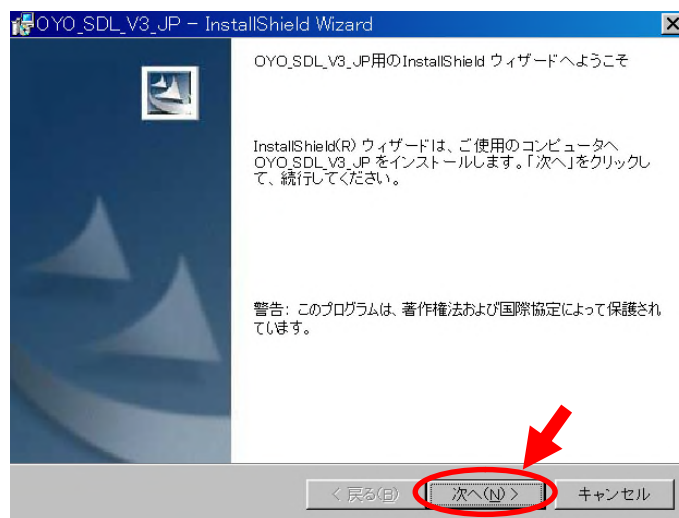 OYO_SDL_V3_JP - InstallShield Wizard
OYO_SDL_V3_JP用のInstallShield ウィザードへようこそ
InstallShield(R) ウィザードは、ご使用のコンピュータへ
OYO_SDL_V3_JP をインストールします。「次へ」をクリックし
て、続行してください。
警告: このプログラムは、著作権法および国際協定によって保護され
ています。
< 戻る(B) 次へ(N) > キャンセル